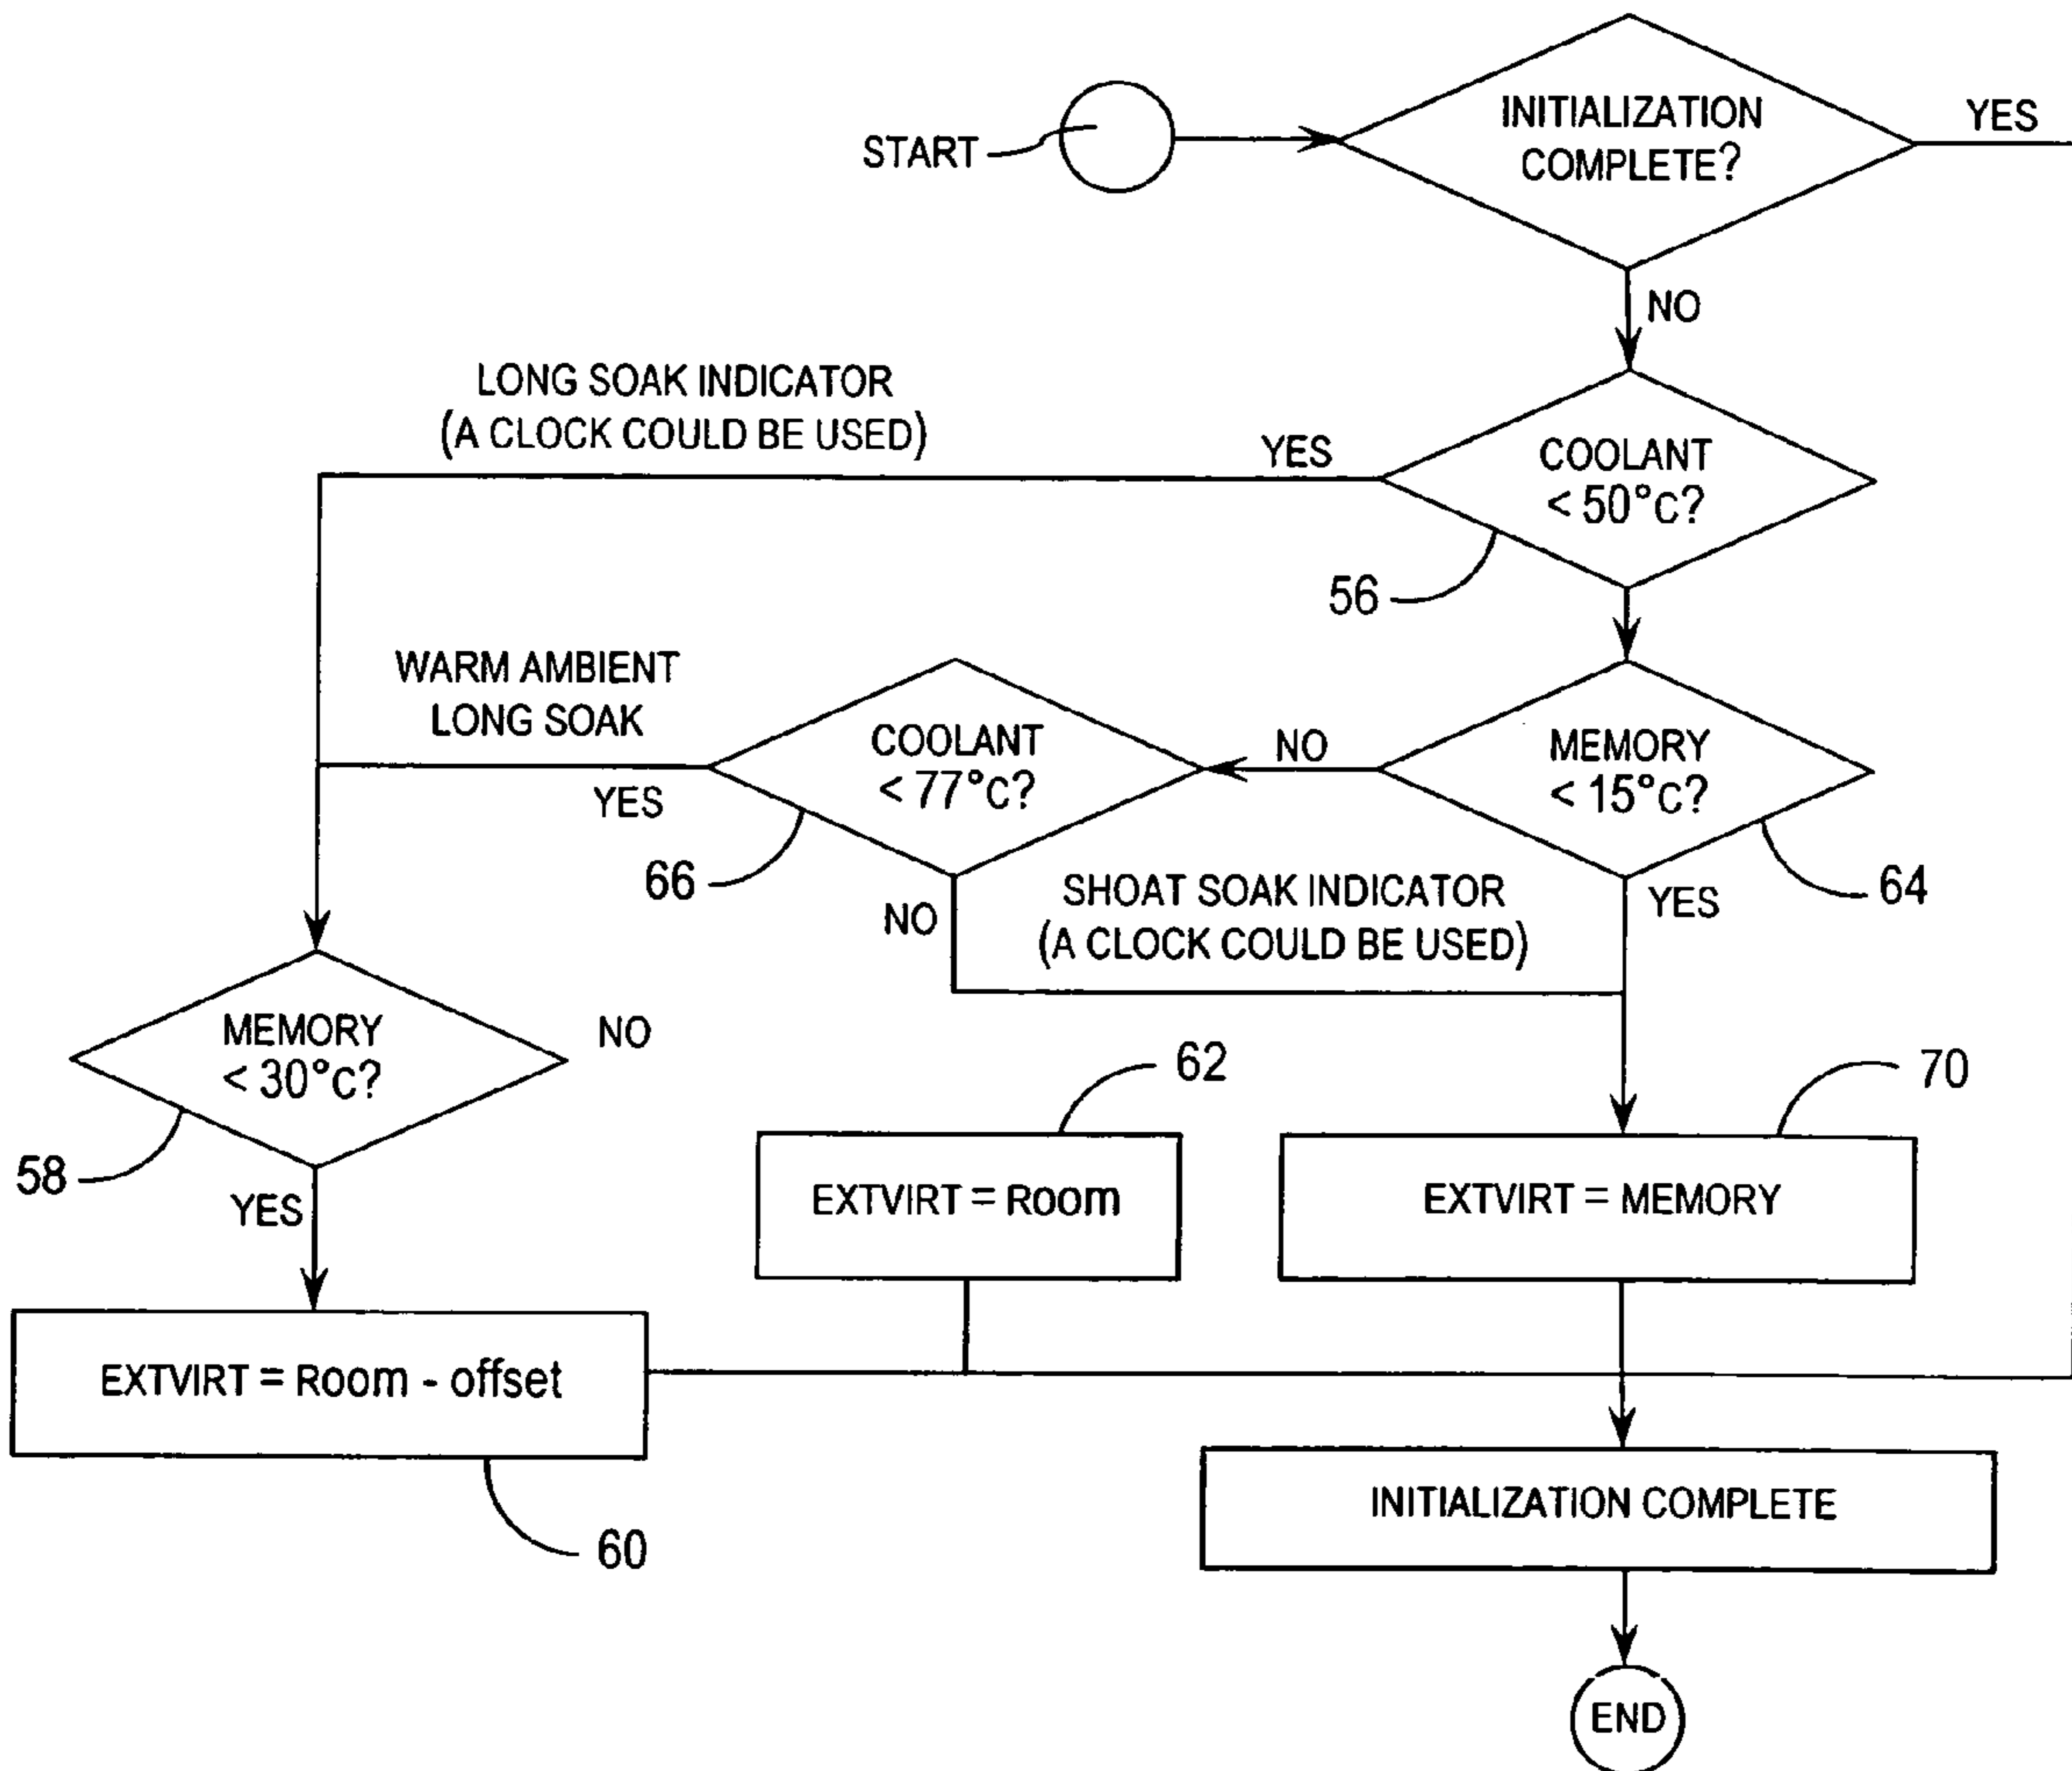 INITIALIZATION
COMPLETE?
YES
START
NO
LONG SOAK INDICATOR
(A CLOCK COULD BE USED)
YES
COOLANT
< 50°C?
56
WARM AMBIENT
LONG SOAK
YES
COOLANT
< 77°C?
NO
MEMORY
< 15°C?
66
NO
SHOAT SOAK INDICATOR
(A CLOCK COULD BE USED)
YES
64
MEMORY
< 30°C?
NO
58
YES
62
EXTVIRT = Room
70
EXTVIRT = MEMORY
EXTVIRT = Room - offset
60
INITIALIZATION COMPLETE
END